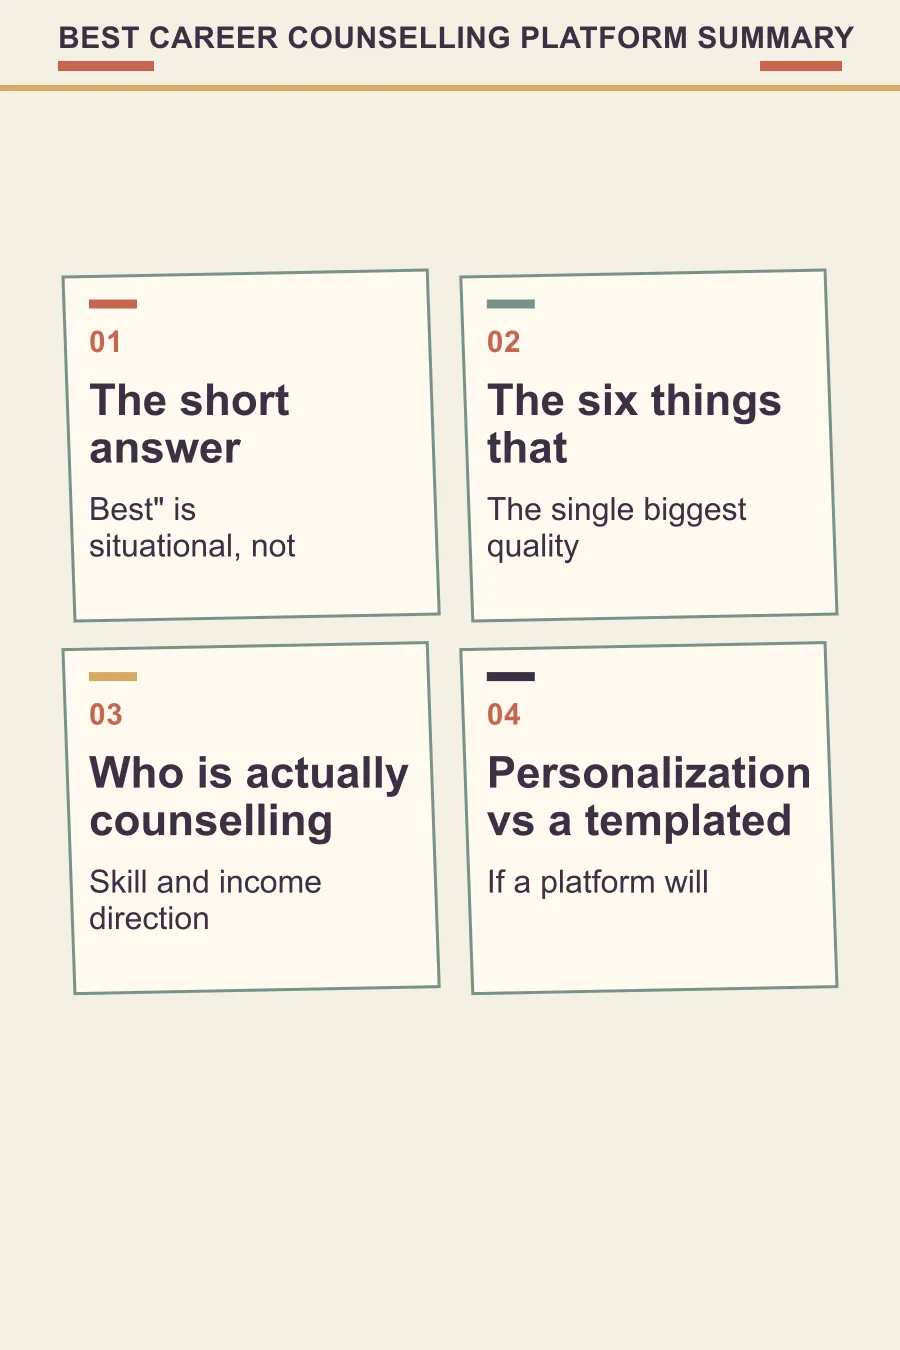 BEST CAREER COUNSELLING PLATFORM SUMMARY
01
The short
answer
Best" is
situational, not
02
The six things
that
The single biggest
quality
03
Who is actually
counselling
Skill and income
direction
04
Personalization
vs a templated
If a platform will